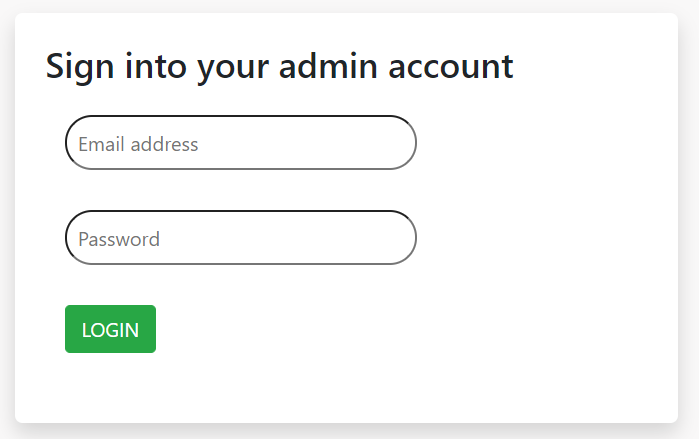 Sign into your admin account
Email address
Password
LOGIN